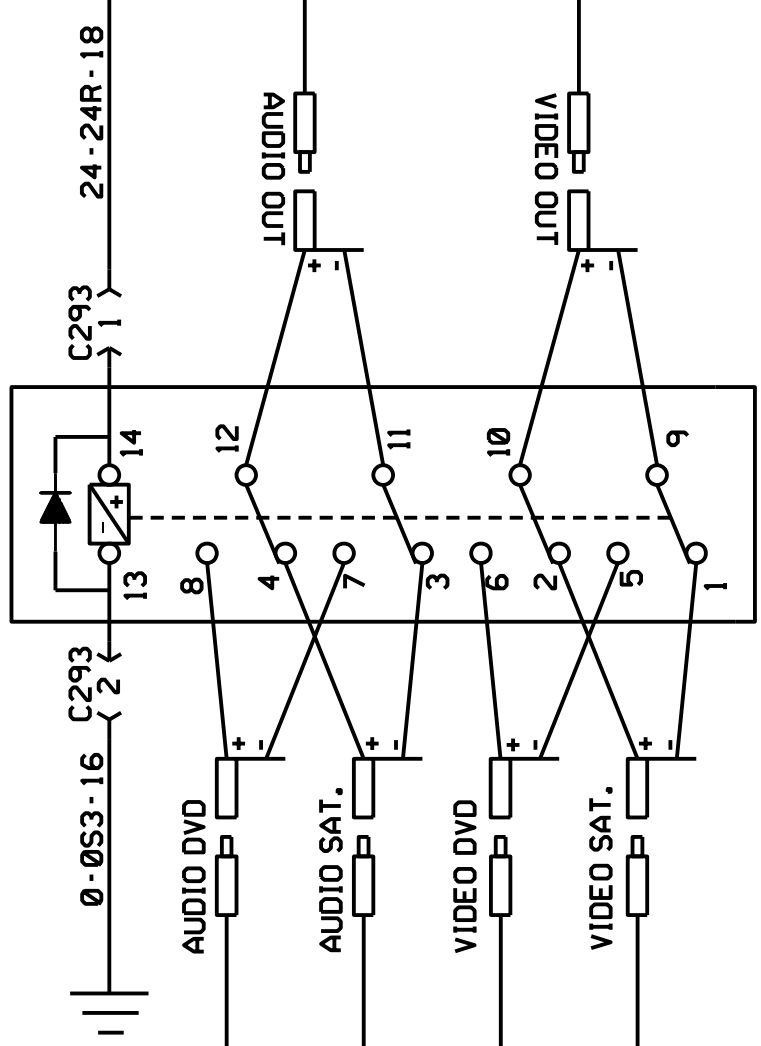 24-24R-18
AUDIO OUT
VIDEO OUT
+ -
+ -
C293
1
14
12
11
10
9
- +
13
8
4
7
3
6
2
5
1
C293
2
+ -
+ -
+ -
+ -
0-0S3-16
AUDIO DVD
AUDIO SAT.
VIDEO DVD
VIDEO SAT.